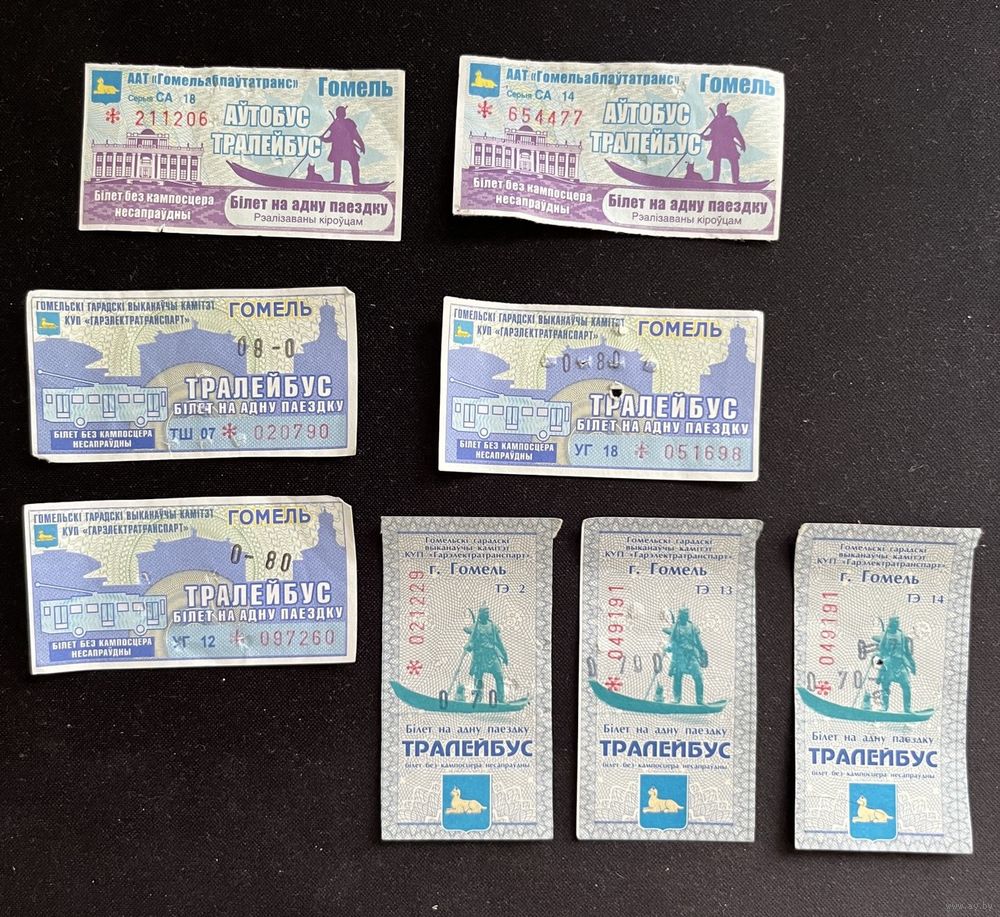 ААТ «Гомельаблаўтатранс» Гомель
Серыя СА 18
* 211206
АЎТОБУС
ТРАЛЕЙБУС
Білет без кампосцера
несапраўдны
Білет на адну паездку
Рэалізаваны кіроўцам
ААТ «Гомельаблаўтатранс» Гомель
Серыя СА 14
* 654477
АЎТОБУС
ТРАЛЕЙБУС
Білет без кампосцера
несапраўдны
Білет на адну паездку
Рэалізаваны кіроўцам
ГОМЕЛЬСКІ ГАРАДСКІ ВЫКАНАЎЧЫ КАМІТЭТ ГОМЕЛЬ
КУП «ГАРЭЛЕКТРАТРАНСПАРТ»
08-0
ТРАЛЕЙБУС
БІЛЕТ НА АДНУ ПАЕЗДКУ
БІЛЕТ БЕЗ КАМПОСЦЕРА
НЕСАПРАЎДНЫ
ТШ 07 * 020790
ГОМЕЛЬСКІ ГАРАДСКІ ВЫКАНАЎЧЫ КАМІТЭТ ГОМЕЛЬ
КУП «ГАРЭЛЕКТРАТРАНСПАРТ»
0-80
ТРАЛЕЙБУС
БІЛЕТ НА АДНУ ПАЕЗДКУ
БІЛЕТ БЕЗ КАМПОСЦЕРА
НЕСАПРАЎДНЫ
УГ 18 * 051698
ГОМЕЛЬСКІ ГАРАДСКІ ВЫКАНАЎЧЫ КАМІТЭТ ГОМЕЛЬ
КУП «ГАРЭЛЕКТРАТРАНСПАРТ»
0-80
ТРАЛЕЙБУС
БІЛЕТ НА АДНУ ПАЕЗДКУ
БІЛЕТ БЕЗ КАМПОСЦЕРА
НЕСАПРАЎДНЫ
УГ 12 * 097260
Гомельскі гарадскі
выканаўчы камітэт
КУП «Гарэлектратранспарт»
г. Гомель
ТЭ 2
* 021229
0 70
Білет на адну паездку
ТРАЛЕЙБУС
білет без кампосцера несапраўдны
Гомельскі гарадскі
выканаўчы камітэт
КУП «Гарэлектратранспарт»
г. Гомель
ТЭ 13
* 049191
Білет на адну паездку
ТРАЛЕЙБУС
білет без кампосцера несапраўдны
Гомельскі гарадскі
выканаўчы камітэт
КУП «Гарэлектратранспарт»
г. Гомель
ТЭ 14
* 049191
0 70
Білет на адну паездку
ТРАЛЕЙБУС
білет без кампосцера несапраўдны
www.ay.by